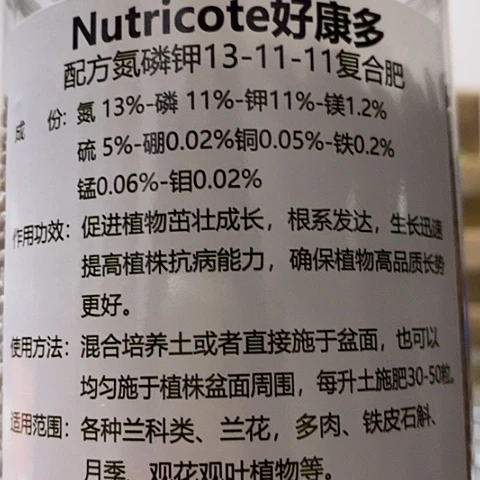 Nutricote好康多
配方氮磷钾13-11-11复合肥
成 份: 氮 13%-磷 11%-钾11%-镁1.2%
硫 5%-硼0.02%铜0.05%-铁0.2%
锰0.06%-钼0.02%
作用功效: 促进植物茁壮成长，根系发达，生长迅速
提高植株抗病能力，确保植物高品质长势
更好。
使用方法: 混合培养土或者直接施于盆面，也可以
均匀施于植株盆面周围，每升土施肥30-50粒。
适用范围: 各种兰科类、兰花，多肉、铁皮石斛、
月季、观花观叶植物等。